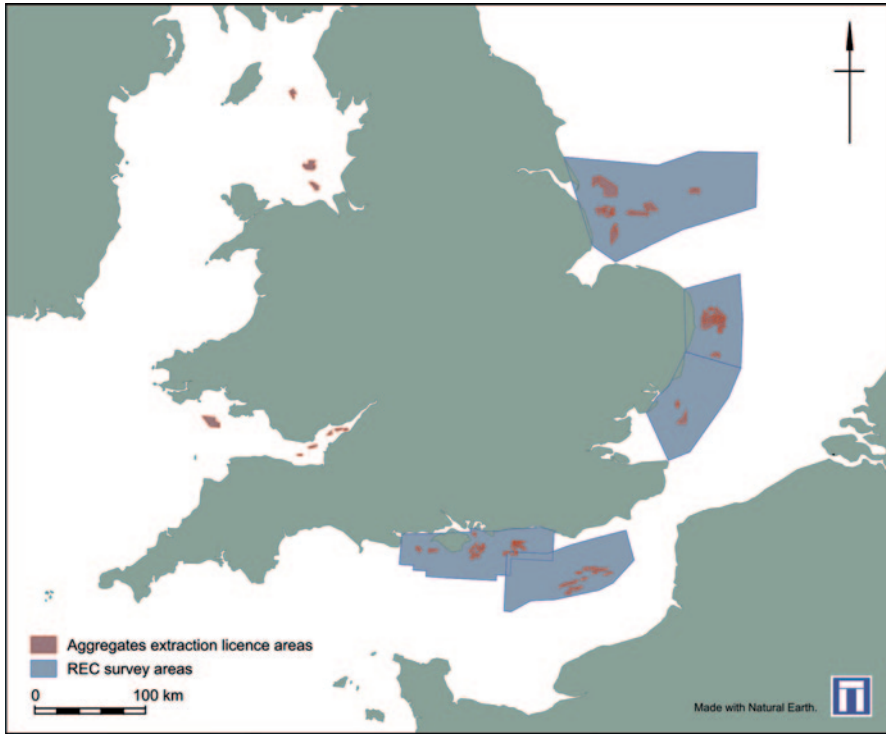 Aggregates extraction licence areas
REC survey areas
0 100 km
Made with Natural Earth.